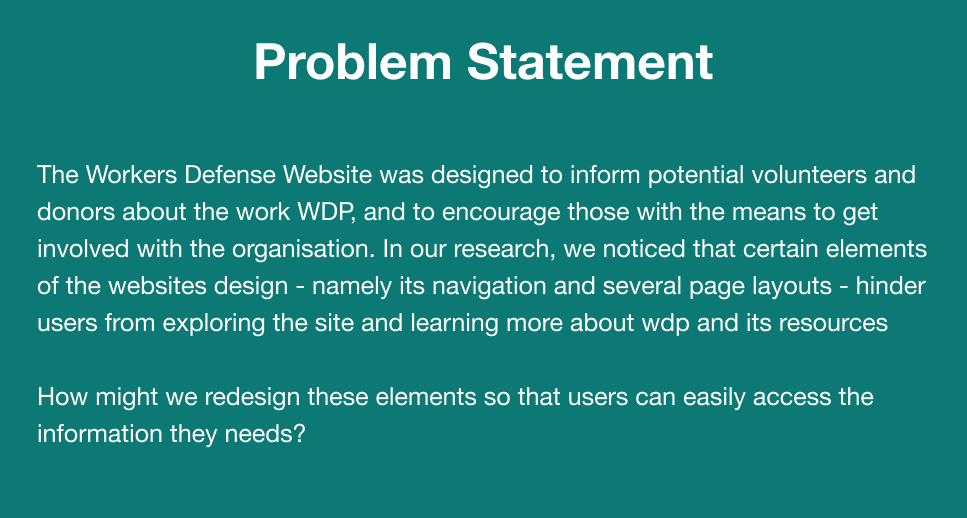 Problem Statement
The Workers Defense Website was designed to inform potential volunteers and
donors about the work WDP, and to encourage those with the means to get
involved with the organisation. In our research, we noticed that certain elements
of the websites design - namely its navigation and several page layouts - hinder
users from exploring the site and learning more about wdp and its resources
How might we redesign these elements so that users can easily access the
information they needs?